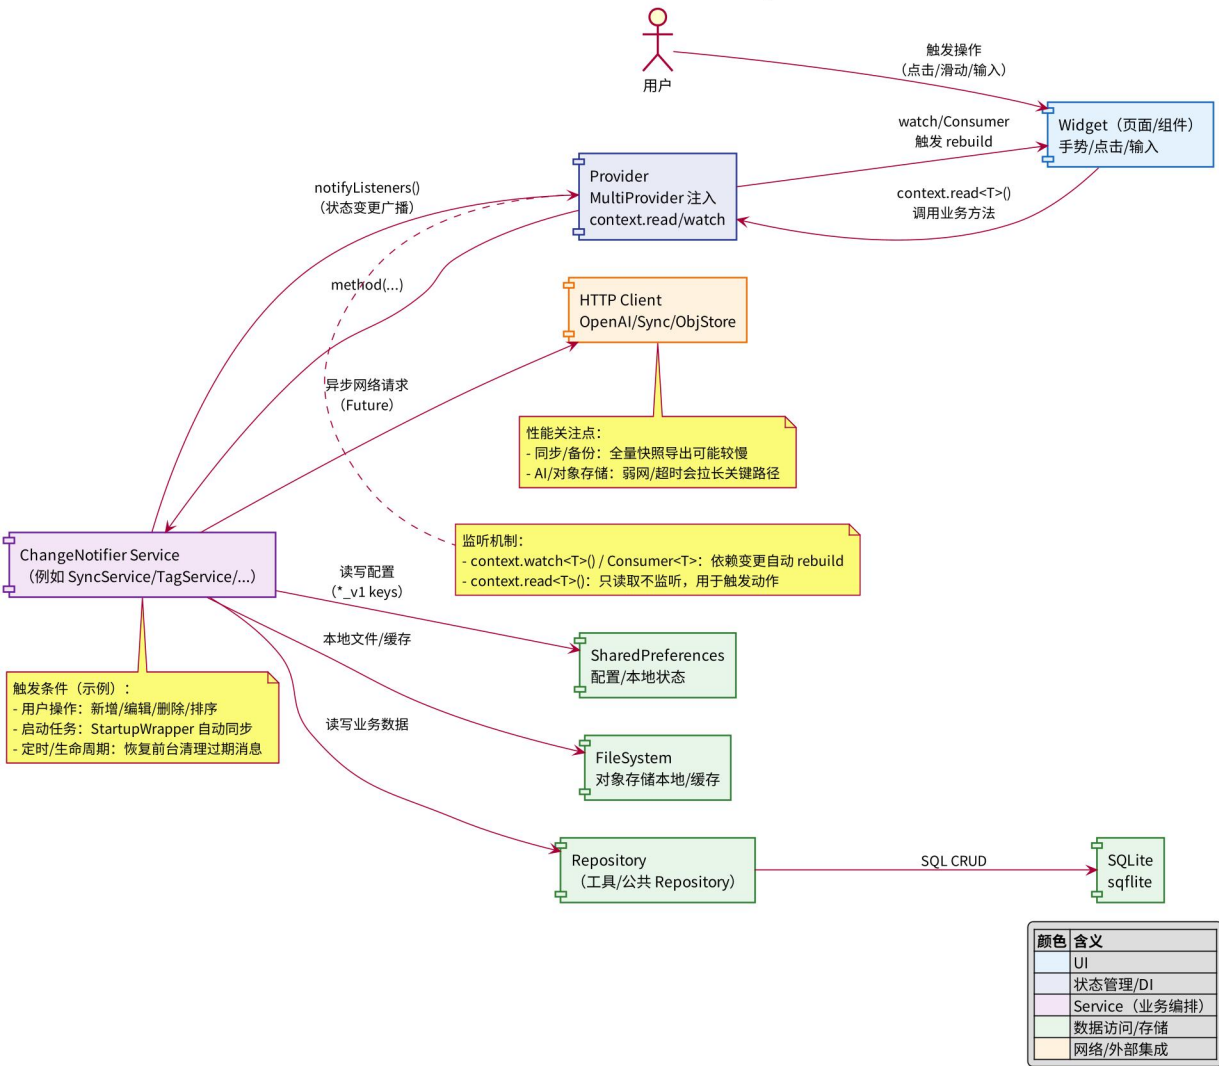 用户
触发操作
（点击/滑动/输入）
Widget（页面/组件）
手势/点击/输入
watch/Consumer
触发 rebuild
context.read<T>()
调用业务方法
Provider
MultiProvider 注入
context.read/watch
notifyListeners()
（状态变更广播）
method(...)
HTTP Client
OpenAI/Sync/ObjStore
异步网络请求
（Future）
性能关注点：
- 同步/备份：全量快照导出可能较慢
- AI/对象存储：弱网/超时会拉长关键路径
监听机制：
- context.watch<T>() / Consumer<T>：依赖变更自动 rebuild
- context.read<T>()：只读取不监听，用于触发动作
ChangeNotifier Service
（例如 SyncService/TagService/...）
读写配置
（*_v1 keys）
本地文件/缓存
读写业务数据
触发条件（示例）：
- 用户操作：新增/编辑/删除/排序
- 启动任务：StartupWrapper 自动同步
- 定时/生命周期：恢复前台清理过期消息
SharedPreferences
配置/本地状态
FileSystem
对象存储本地/缓存
Repository
（工具/公共 Repository）
SQL CRUD
SQLite
sqflite
颜色 含义
UI
状态管理/DI
Service（业务编排）
数据访问/存储
网络/外部集成